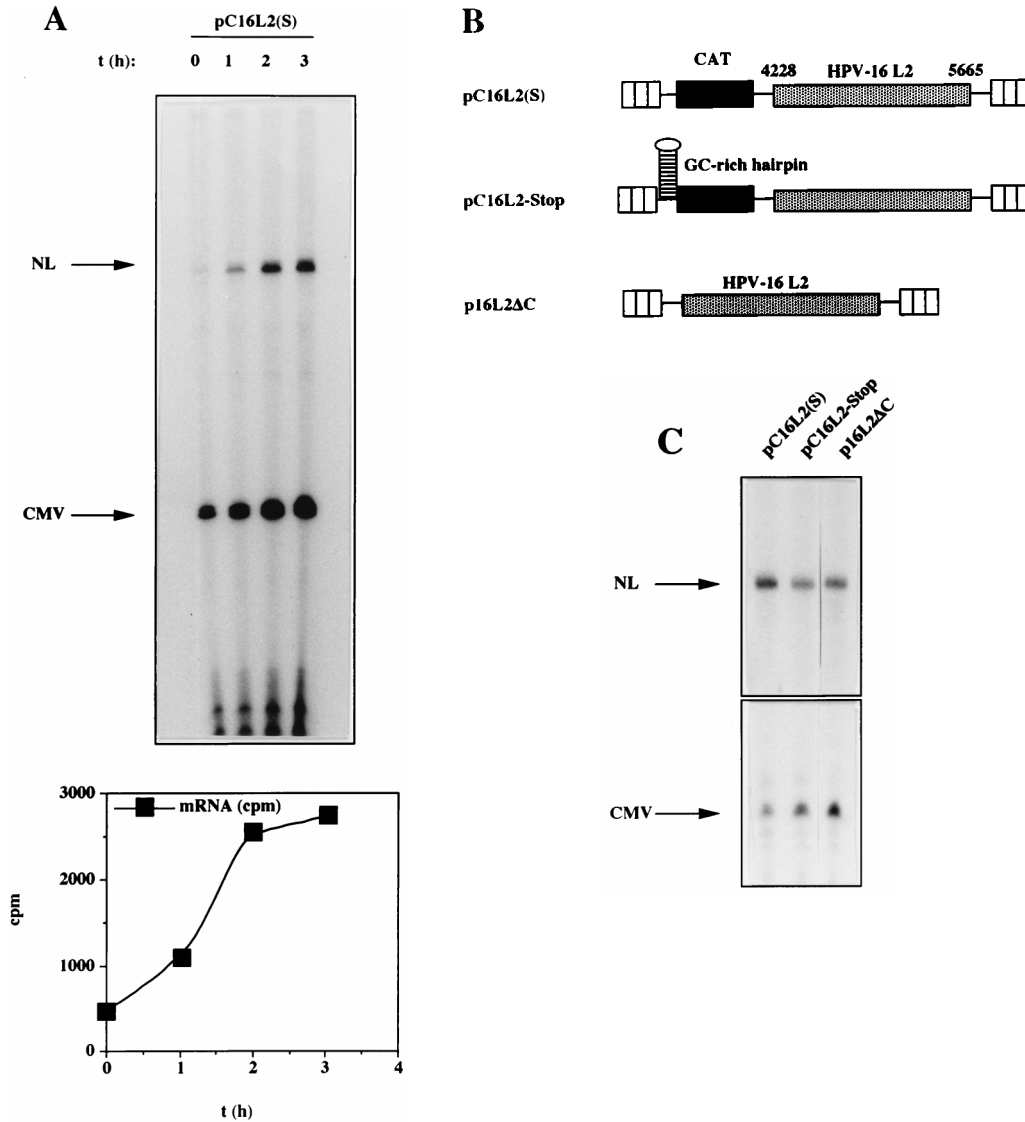 A
pC16L2(S)
t (h): 0 1 2 3
NL
CMV
3000
2000
1000
0
cpm
mRNA (cpm)
0 1 2 3 4
t (h)
B
CAT 4228 HPV-16 L2 5665
pC16L2(S)
GC-rich hairpin
pC16L2-Stop
HPV-16 L2
p16L2ΔC
C
pC16L2(S)
pC16L2-Stop
p16L2ΔC
NL
CMV